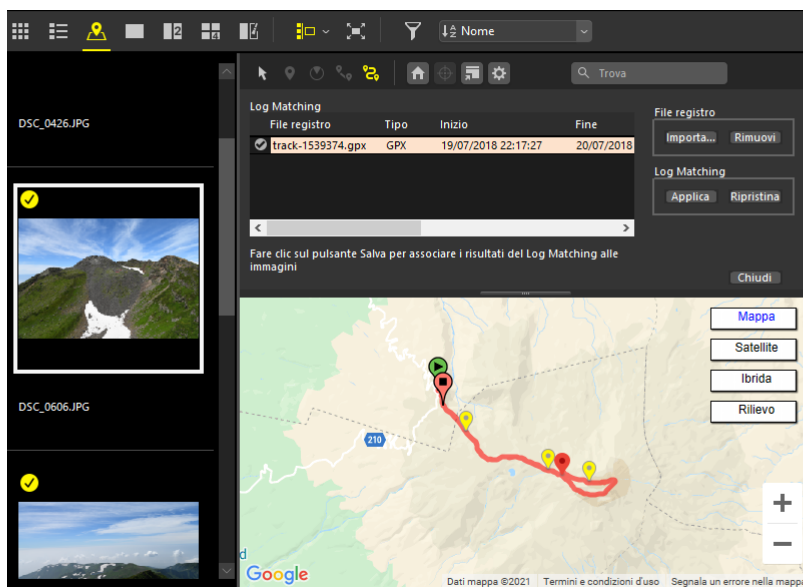 2
4
Nome
DSC_0426.JPG
DSC_0606.JPG
Trova
Log Matching
File registro Tipo Inizio Fine
track-1539374.gpx GPX 19/07/2018 22:17:27 20/07/2018
File registro
Importa... Rimuovi
Log Matching
Applica Ripristina
Fare clic sul pulsante Salva per associare i risultati del Log Matching alle
immagini
Chiudi
Mappa
Satellite
Ibrida
Rilievo
210
Google
Dati mappa ©2021 Termini e condizioni d'uso Segnala un errore nella mapp